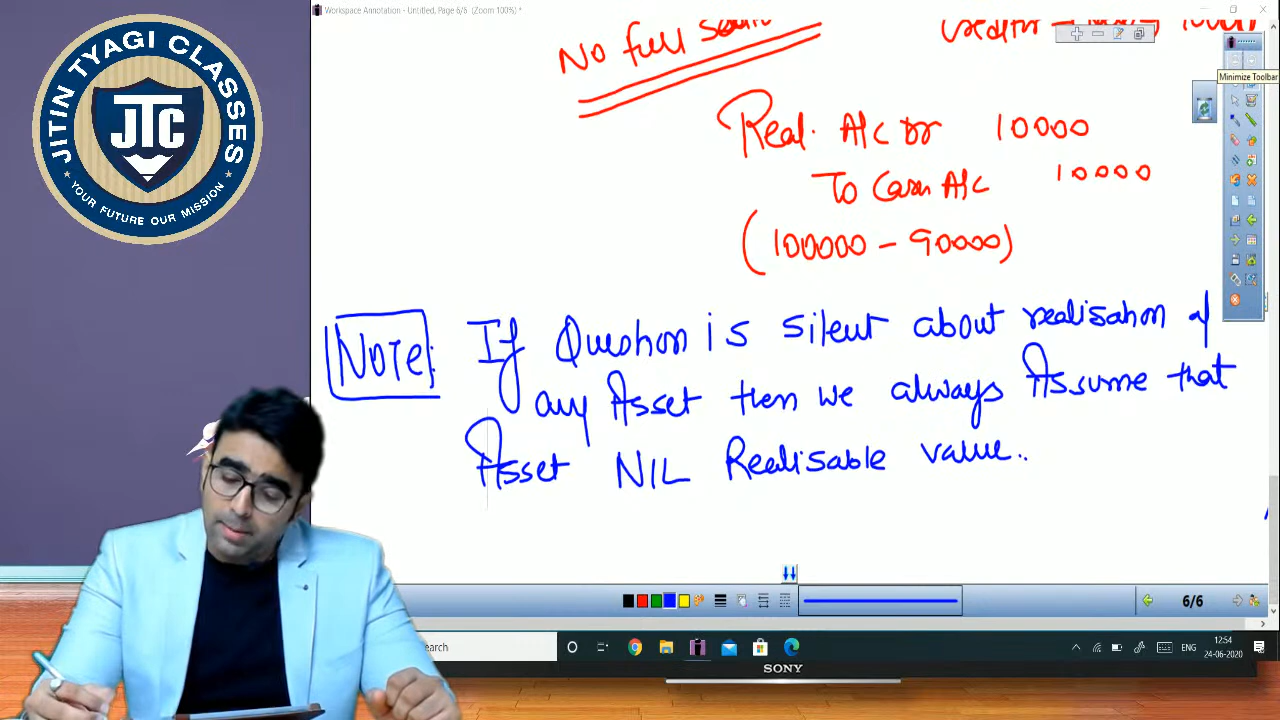 Workspace Annotation - Untitled, Page 6/6 (Zoom 100%)
JITIN TYAGI CLASSES
JTC
YOUR FUTURE OUR MISSION
No full
Minimize Toolbar
Real. A/c Dr 10000
To Cash A/c 10000
(100000 - 90000)
Note: If Question is silent about realisation of
any Asset then we always Assume that
Asset NIL Realisable value..
6/6
earch
ENG
12:54
24-06-2020
SONY